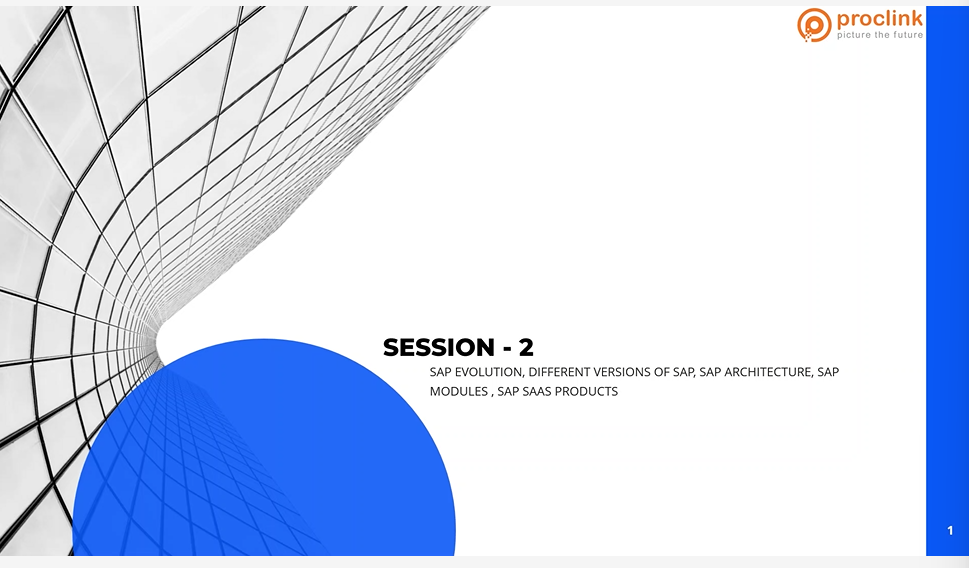 proclink
picture the future
SESSION - 2
SAP EVOLUTION, DIFFERENT VERSIONS OF SAP, SAP ARCHITECTURE, SAP
MODULES , SAP SAAS PRODUCTS
1